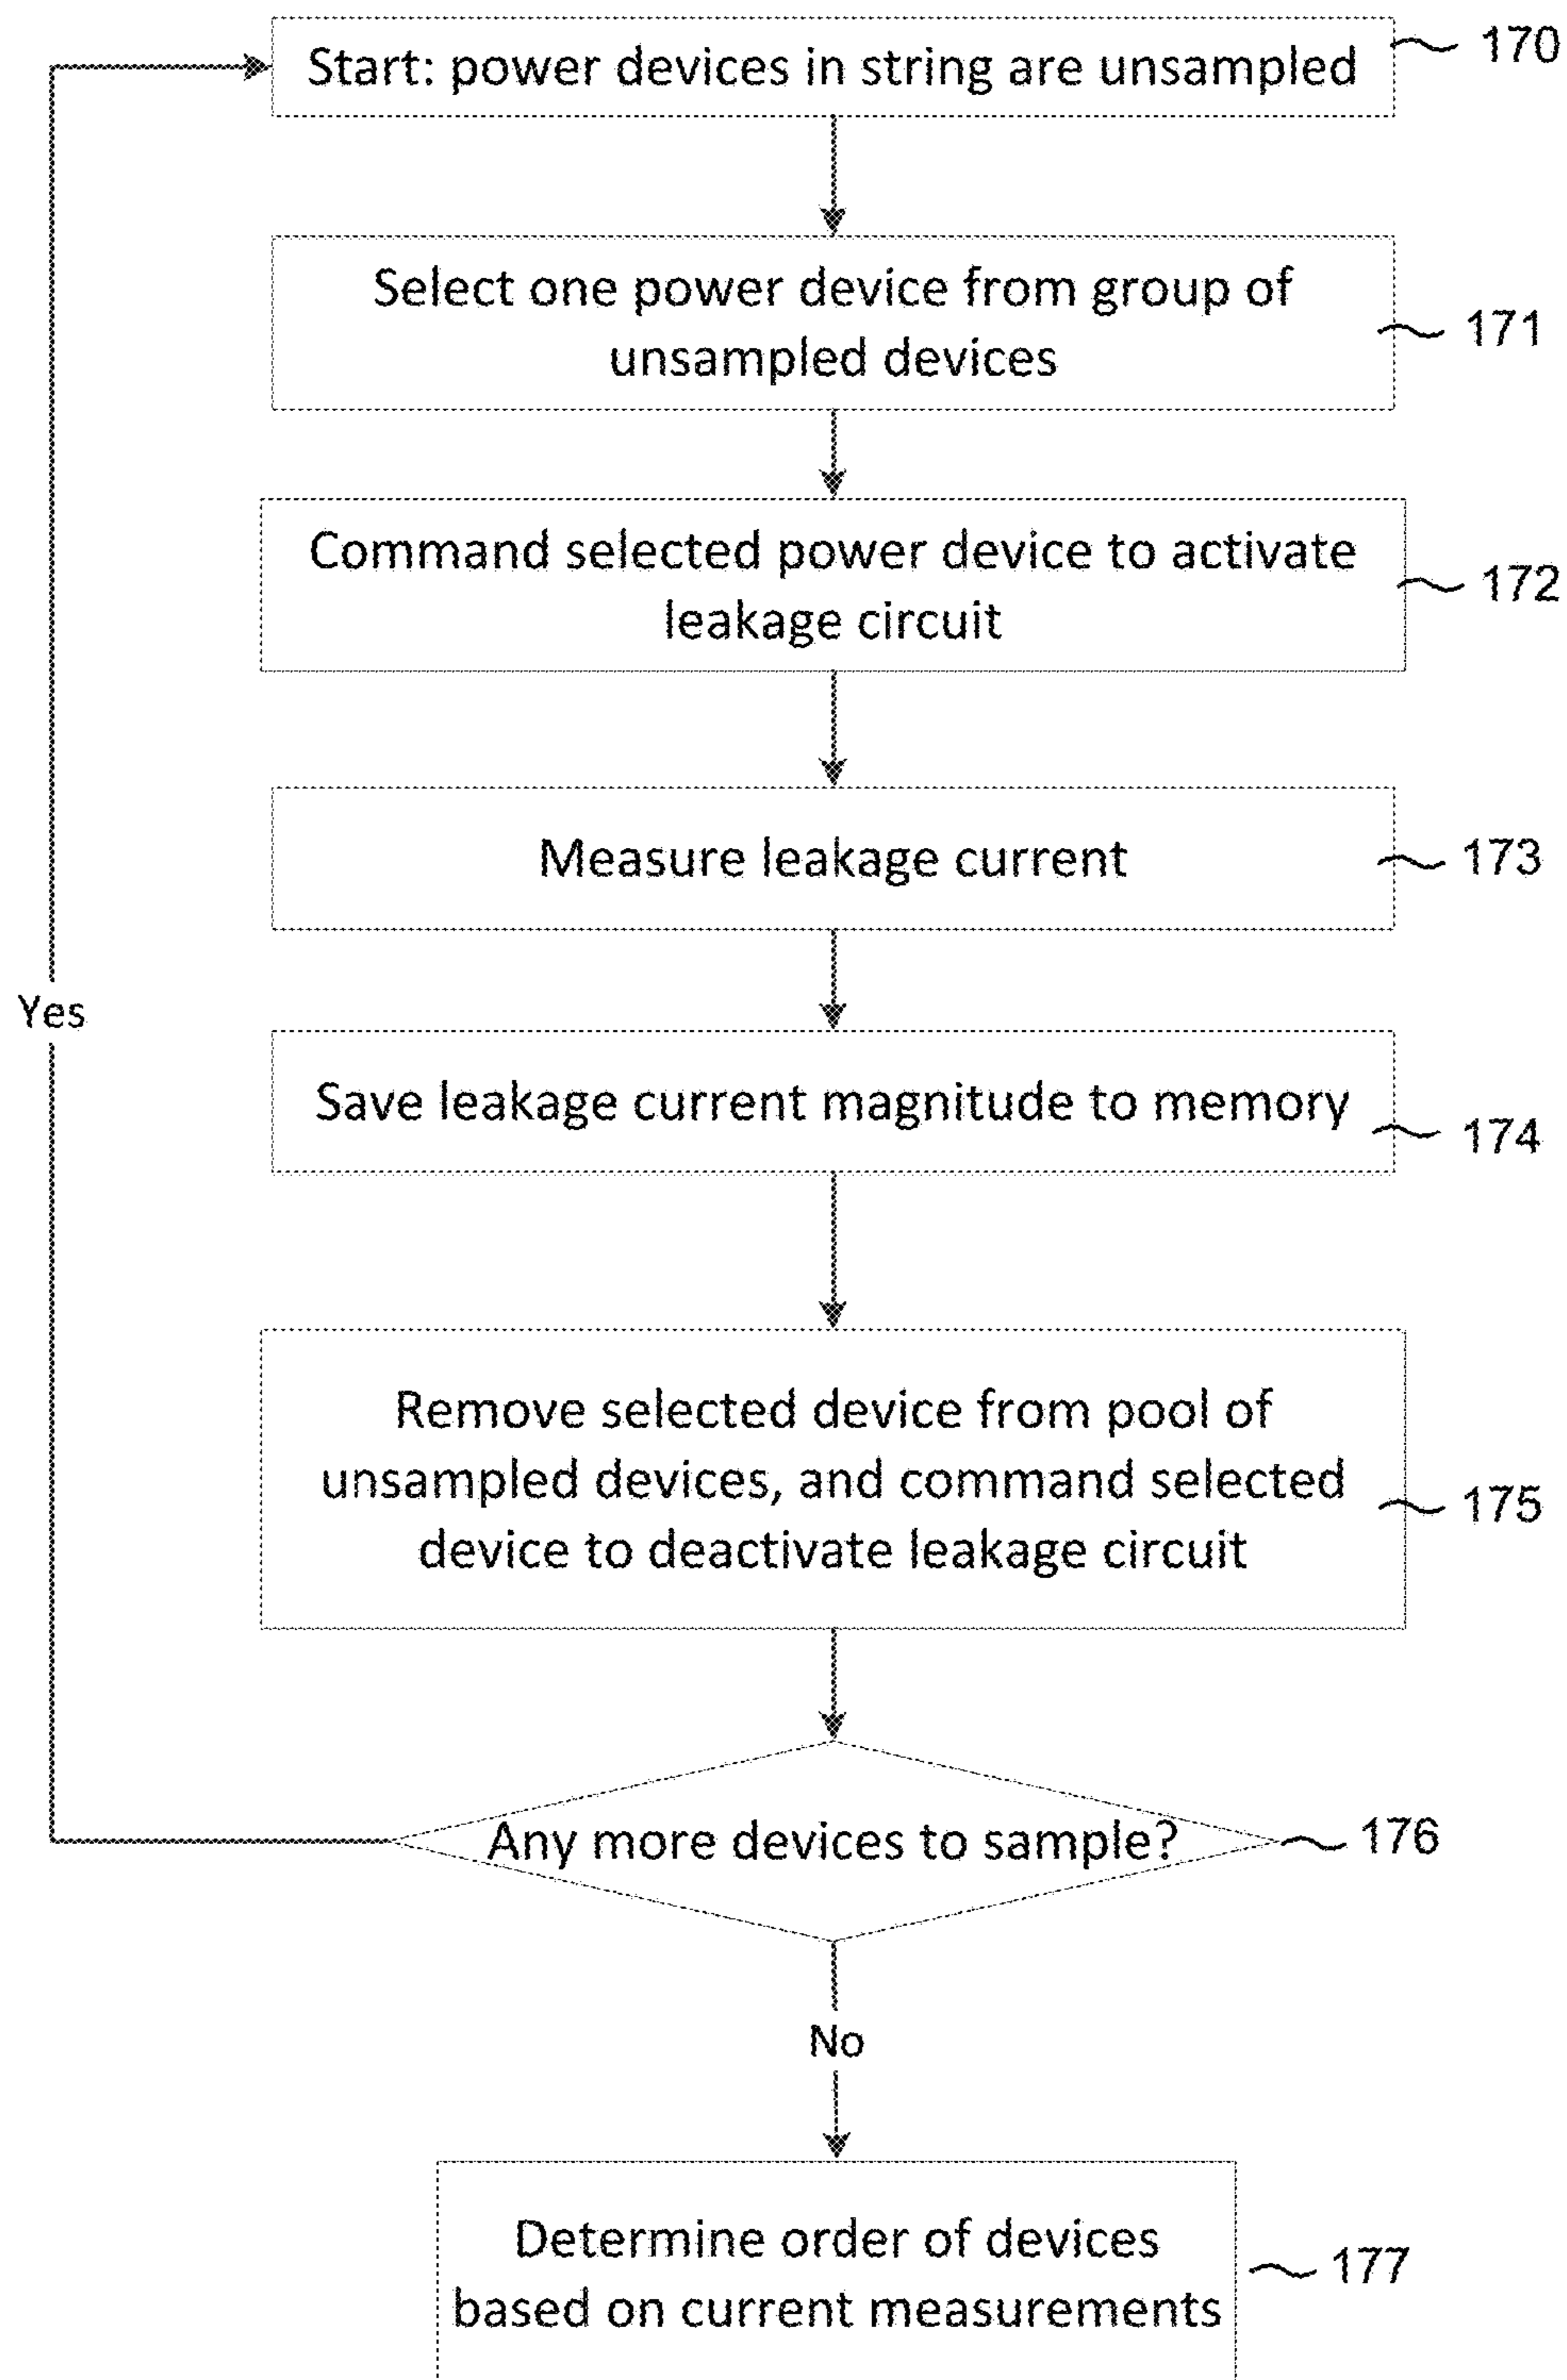 Start: power devices in string are unsampled
170
Select one power device from group of
unsampled devices
171
Command selected power device to activate
leakage circuit
172
Measure leakage current
173
Yes
Save leakage current magnitude to memory
174
Remove selected device from pool of
unsampled devices, and command selected
device to deactivate leakage circuit
175
Any more devices to sample?
176
No
Determine order of devices
based on current measurements
177